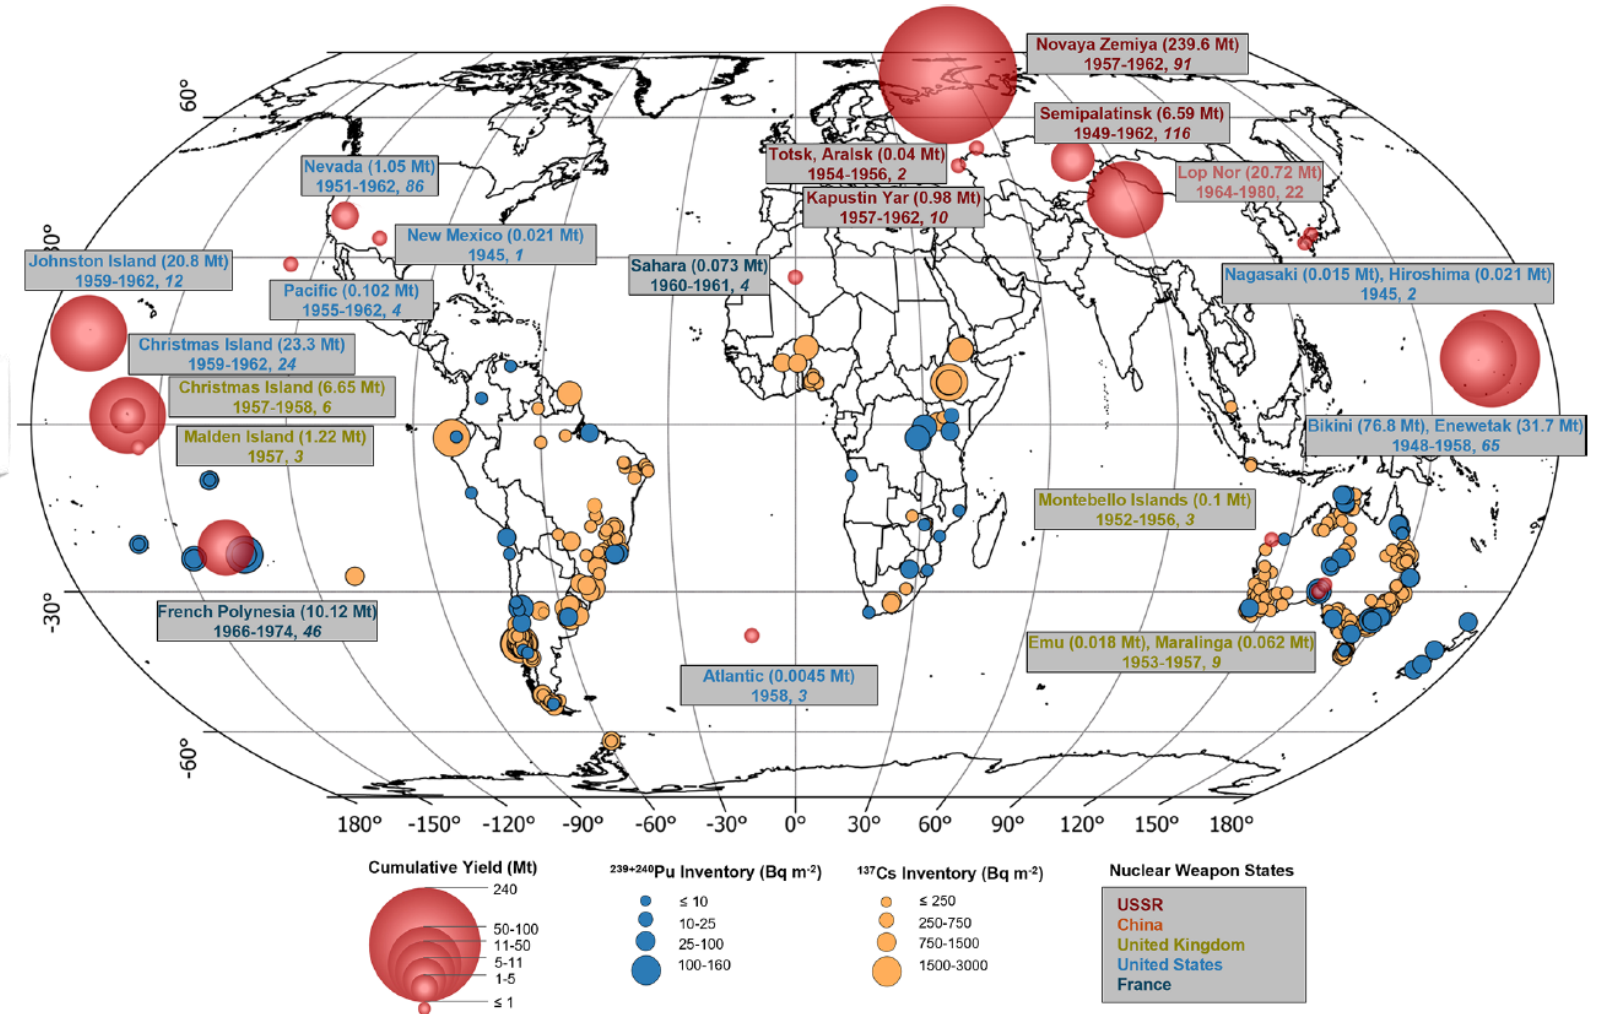 Novaya Zemiya (239.6 Mt)
1957-1962, 91
60°
Semipalatinsk (6.59 Mt)
1949-1962, 116
Totsk, Aralsk (0.04 Mt)
1954-1956, 2
Nevada (1.05 Mt)
1951-1962, 86
Lop Nor (20.72 Mt)
1964-1980, 22
Kapustin Yar (0.98 Mt)
1957-1962, 10
New Mexico (0.021 Mt)
1945, 1
Johnston Island (20.8 Mt)
1959-1962, 12
Sahara (0.073 Mt)
1960-1961, 4
Nagasaki (0.015 Mt), Hiroshima (0.021 Mt)
1945, 2
Pacific (0.102 Mt)
1955-1962, 4
Christmas Island (23.3 Mt)
1959-1962, 24
Christmas Island (6.65 Mt)
1957-1958, 6
Malden Island (1.22 Mt)
1957, 3
Bikini (76.8 Mt), Enewetak (31.7 Mt)
1948-1958, 65
Montebello Islands (0.1 Mt)
1952-1956, 3
-30°
French Polynesia (10.12 Mt)
1966-1974, 46
Emu (0.018 Mt), Maralinga (0.062 Mt)
1953-1957, 9
Atlantic (0.0045 Mt)
1958, 3
-60°
180° -150° -120° -90° -60° -30° 0° 30° 60° 90° 120° 150° 180°
Cumulative Yield (Mt)
240
50-100
11-50
5-11
1-5
≤ 1
²³⁹⁺²⁴⁰Pu Inventory (Bq m⁻²)
≤ 10
10-25
25-100
100-160
¹³⁷Cs Inventory (Bq m⁻²)
≤ 250
250-750
750-1500
1500-3000
Nuclear Weapon States
USSR
China
United Kingdom
United States
France